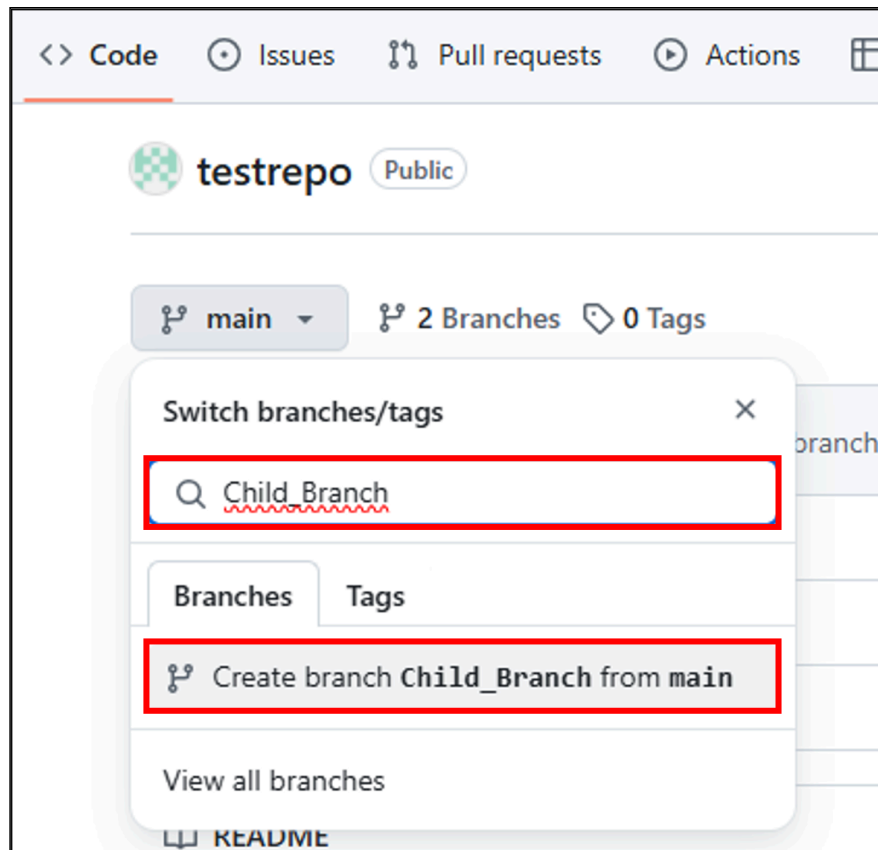 Code Issues Pull requests Actions
testrepo Public
main 2 Branches 0 Tags
Switch branches/tags
branch
Child_Branch
Branches Tags
Create branch Child_Branch from main
View all branches
README